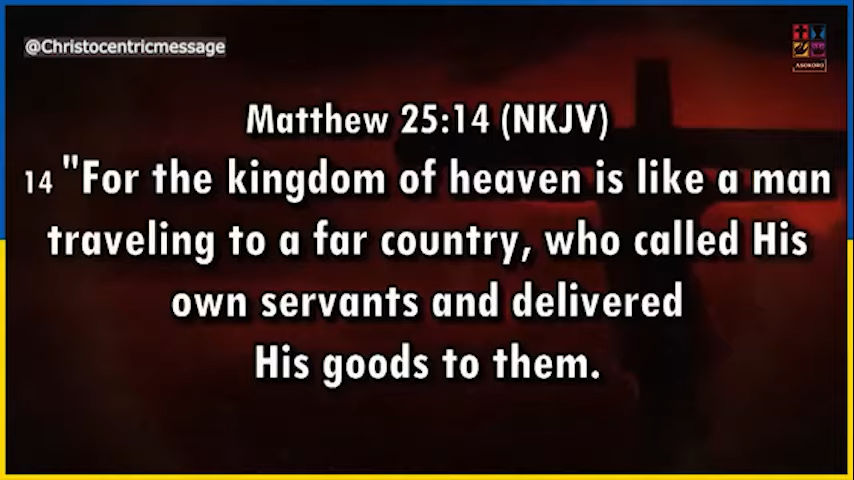 @Christocentricmessage
ASOKORO
Matthew 25:14 (NKJV)
14 "For the kingdom of heaven is like a man
traveling to a far country, who called His
own servants and delivered
His goods to them.